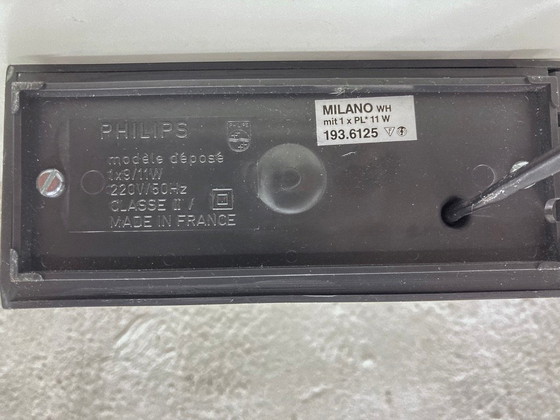 PHILIPS
modèle déposé
1x9/11W
220V/50Hz
CLASSE II /
MADE IN FRANCE
MILANO WH
mit 1 x PL* 11 W
193.6125